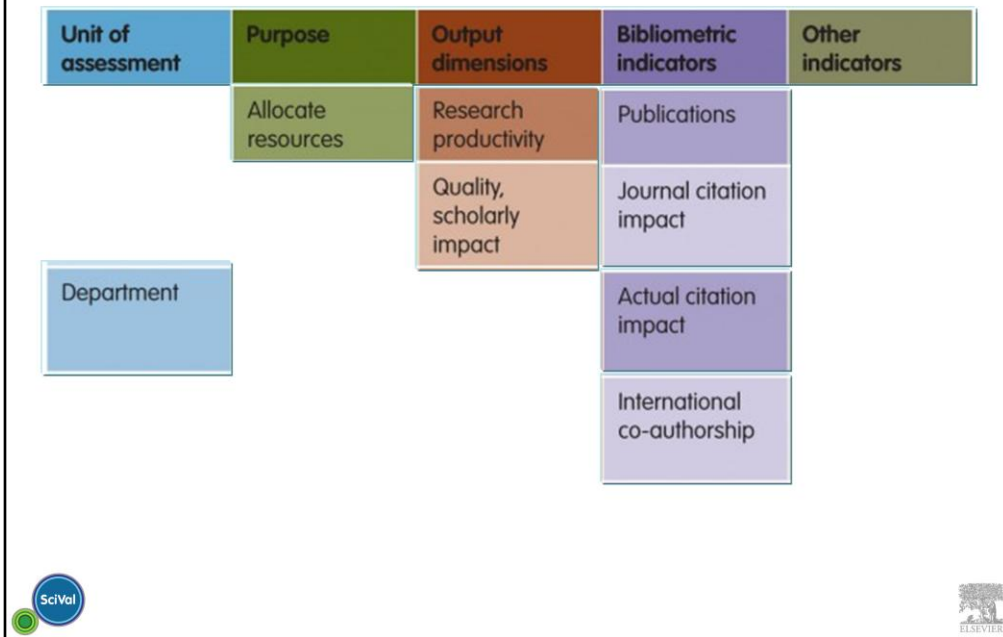 Unit of
assessment
Purpose
Output
dimensions
Bibliometric
indicators
Other
indicators
Allocate
resources
Research
productivity
Publications
Quality,
scholarly
impact
Journal citation
impact
Department
Actual citation
impact
International
co-authorship
SciVal
ELSEVIER